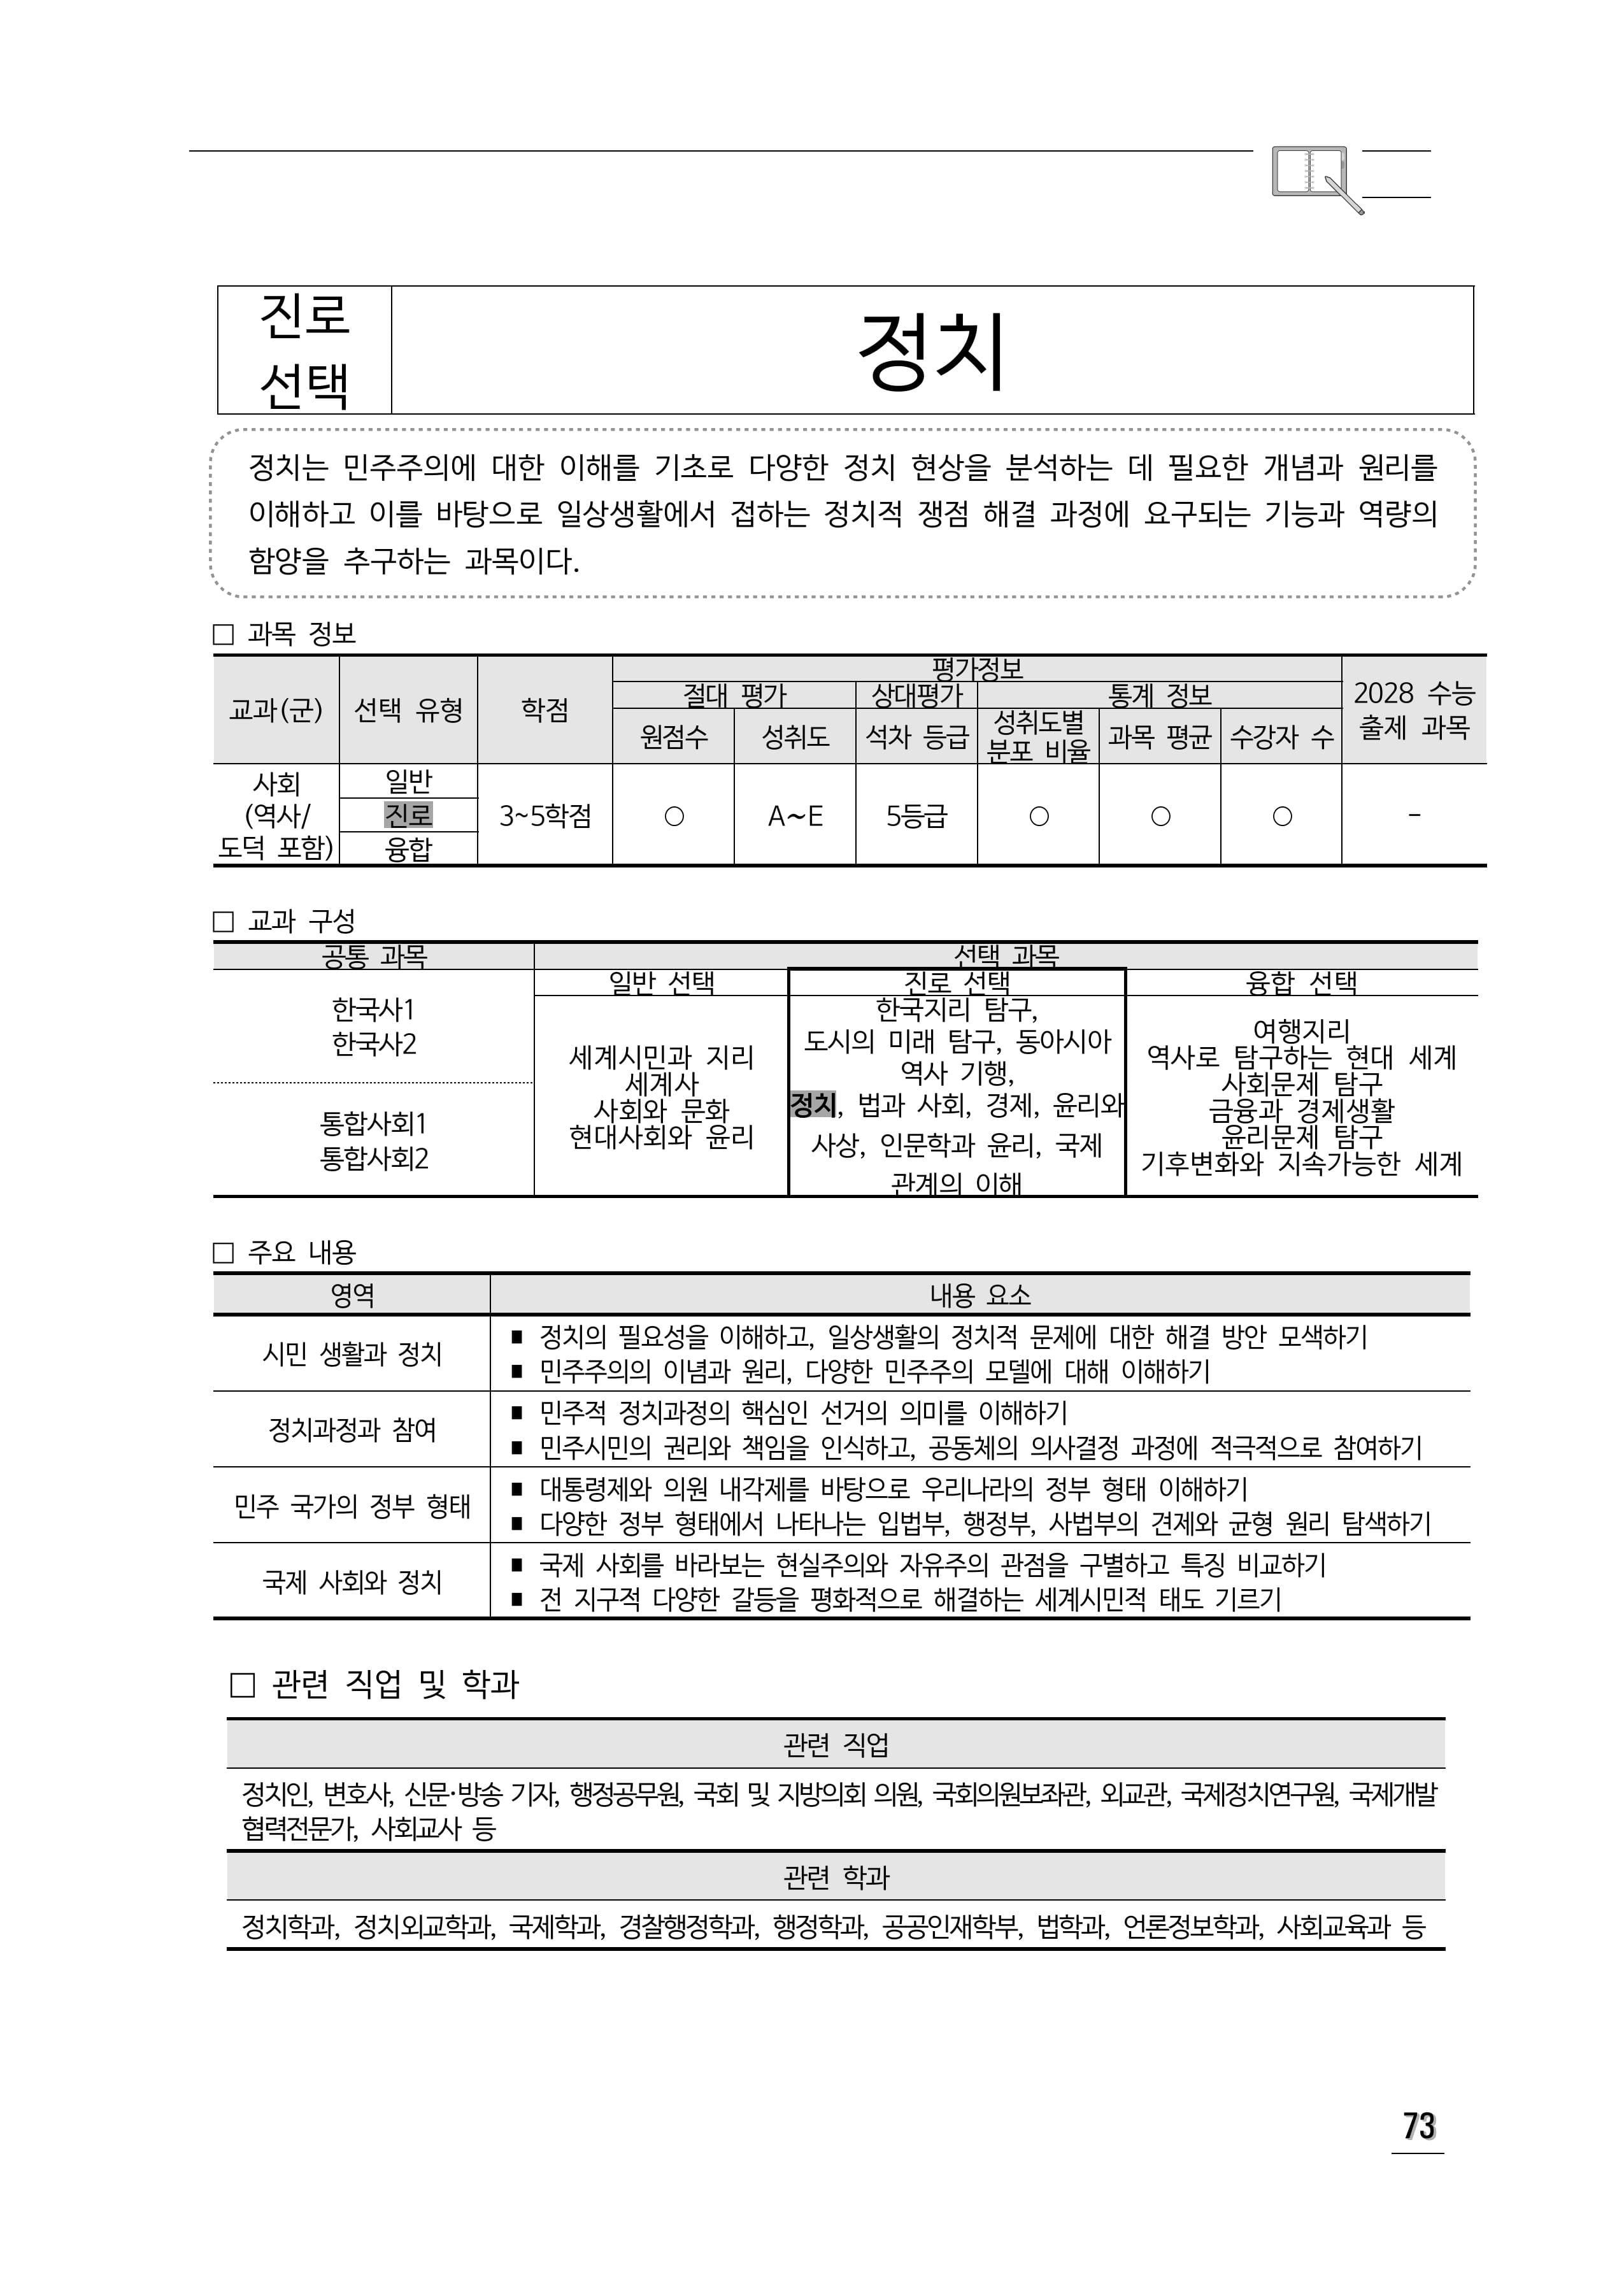 진로
선택
정치
정치는 민주주의에 대한 이해를 기초로 다양한 정치 현상을 분석하는 데 필요한 개념과 원리를
이해하고 이를 바탕으로 일상생활에서 접하는 정치적 쟁점 해결 과정에 요구되는 기능과 역량의
함양을 추구하는 과목이다.
□ 과목 정보
교과(군) 선택 유형 학점 평가정보 2028 수능
출제 과목
절대 평가 상대평가 통계 정보
원점수 성취도 석차 등급 성취도별
분포 비율 과목 평균 수강자 수
사회
(역사/
도덕 포함)
일반
진로
융합
3~5학점 ○ A~E 5등급 ○ ○ ○ -
□ 교과 구성
공통 과목 선택 과목
일반 선택 진로 선택 융합 선택
한국사1
한국사2
통합사회1
통합사회2
세계시민과 지리
세계사
사회와 문화
현대사회와 윤리
한국지리 탐구,
도시의 미래 탐구, 동아시아
역사 기행,
정치, 법과 사회, 경제, 윤리와
사상, 인문학과 윤리, 국제
관계의 이해
여행지리
역사로 탐구하는 현대 세계
사회문제 탐구
금융과 경제생활
윤리문제 탐구
기후변화와 지속가능한 세계
□ 주요 내용
영역 내용 요소
시민 생활과 정치
▪ 정치의 필요성을 이해하고, 일상생활의 정치적 문제에 대한 해결 방안 모색하기
▪ 민주주의의 이념과 원리, 다양한 민주주의 모델에 대해 이해하기
정치과정과 참여
▪ 민주적 정치과정의 핵심인 선거의 의미를 이해하기
▪ 민주시민의 권리와 책임을 인식하고, 공동체의 의사결정 과정에 적극적으로 참여하기
민주 국가의 정부 형태
▪ 대통령제와 의원 내각제를 바탕으로 우리나라의 정부 형태 이해하기
▪ 다양한 정부 형태에서 나타나는 입법부, 행정부, 사법부의 견제와 균형 원리 탐색하기
국제 사회와 정치
▪ 국제 사회를 바라보는 현실주의와 자유주의 관점을 구별하고 특징 비교하기
▪ 전 지구적 다양한 갈등을 평화적으로 해결하는 세계시민적 태도 기르기
□ 관련 직업 및 학과
관련 직업
정치인, 변호사, 신문·방송 기자, 행정공무원, 국회 및 지방의회 의원, 국회의원보좌관, 외교관, 국제정치연구원, 국제개발
협력전문가, 사회교사 등
관련 학과
정치학과, 정치외교학과, 국제학과, 경찰행정학과, 행정학과, 공공인재학부, 법학과, 언론정보학과, 사회교육과 등
73